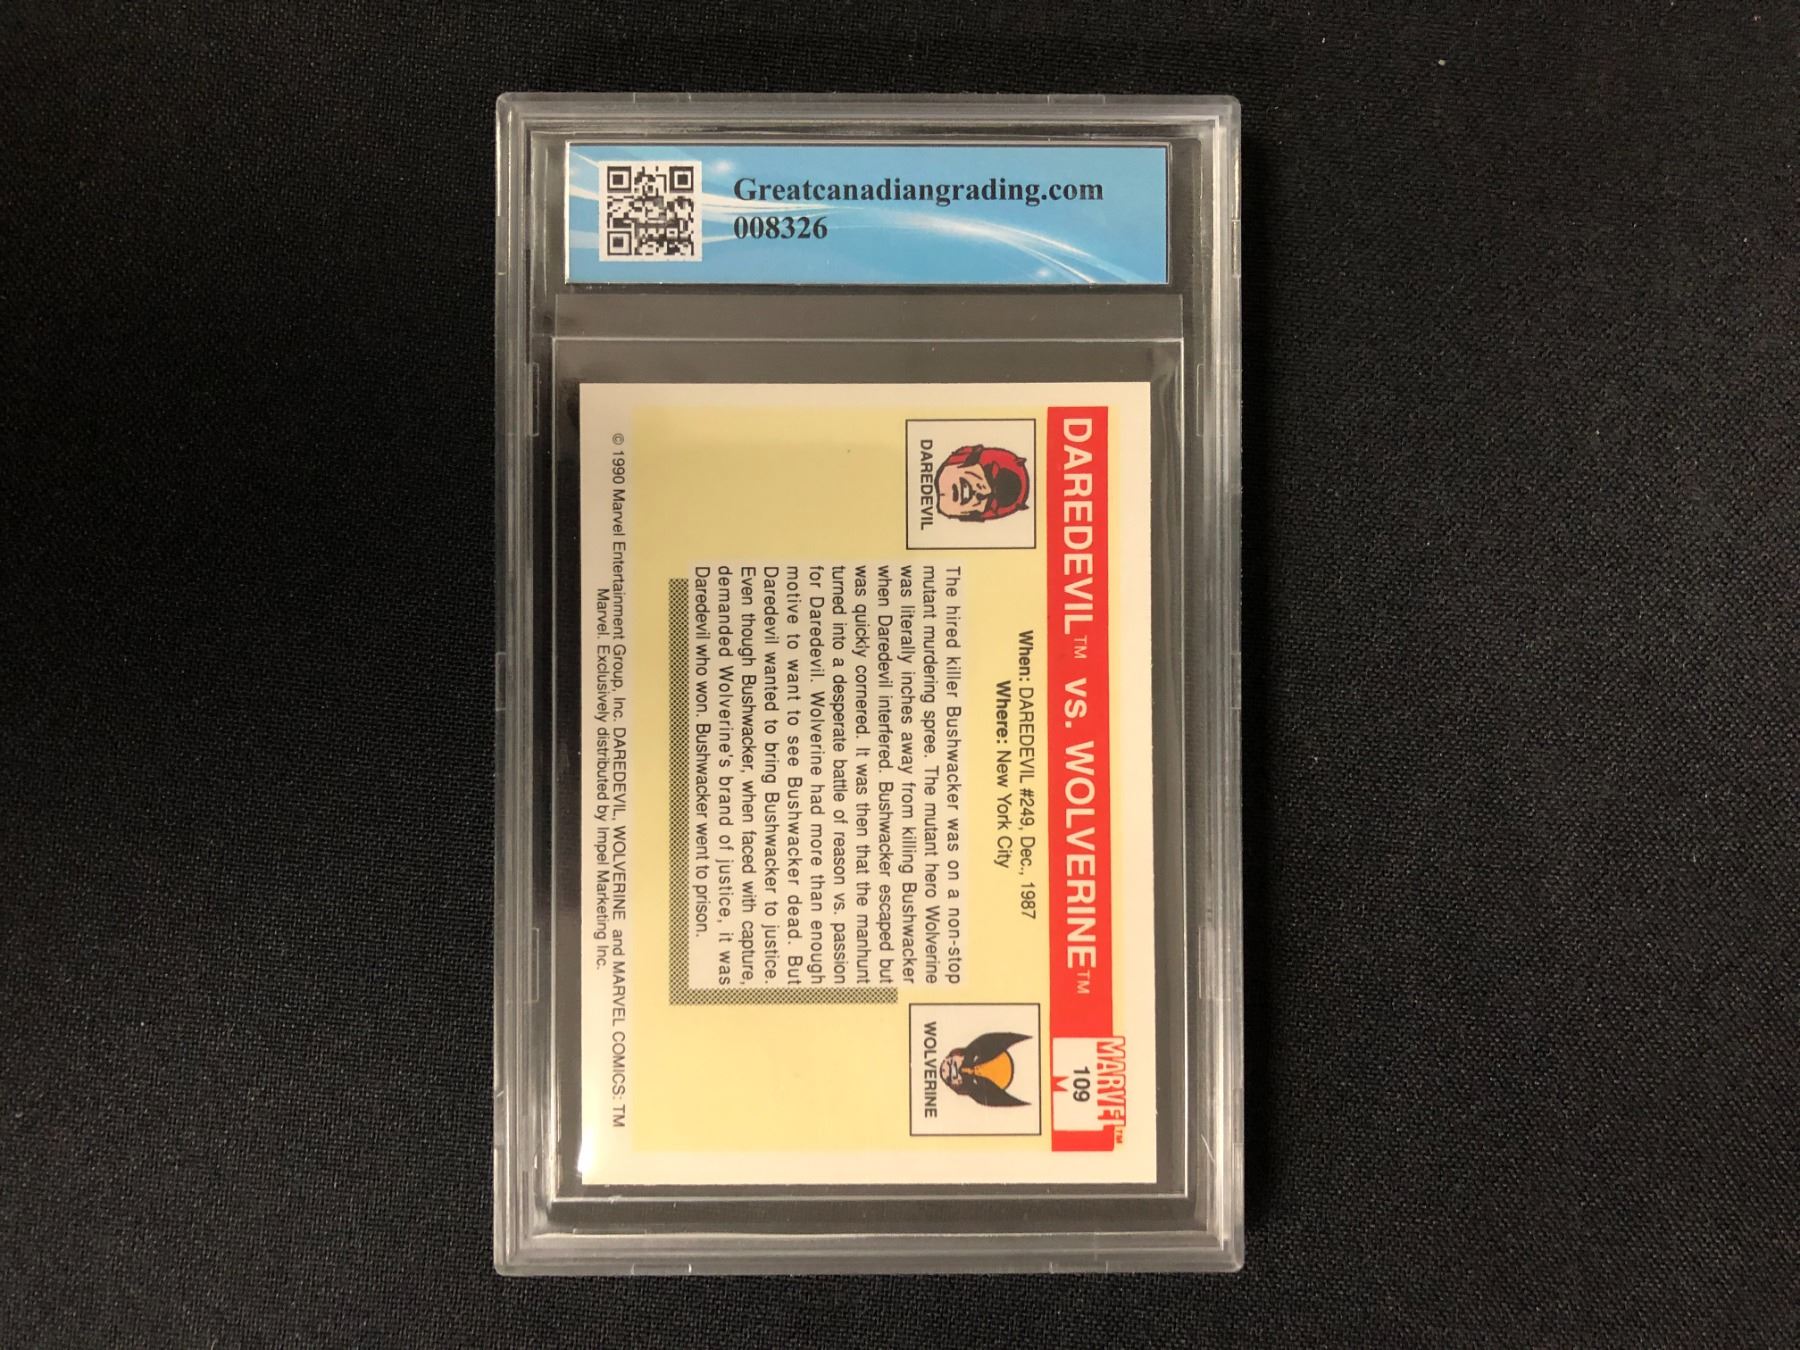 Greatcanadiangrading.com
008326
DAREDEVIL™ vs. WOLVERINE™
MARVEL™
109
When: DAREDEVIL #249, Dec., 1987
Where: New York City
DAREDEVIL
WOLVERINE
The hired killer Bushwacker was on a non-stop
mutant murdering spree. The mutant hero Wolverine
was literally inches away from killing Bushwacker
when Daredevil interfered. Bushwacker escaped but
was quickly cornered. It was then that the manhunt
turned into a desperate battle of reason vs. passion
for Daredevil. Wolverine had more than enough
motive to want to see Bushwacker dead. But
Daredevil wanted to bring Bushwacker to justice.
Even though Bushwacker, when faced with capture,
demanded Wolverine's brand of justice, it was
Daredevil who won. Bushwacker went to prison.
© 1990 Marvel Entertainment Group, Inc. DAREDEVIL, WOLVERINE and MARVEL COMICS: TM
Marvel. Exclusively distributed by Impel Marketing Inc.